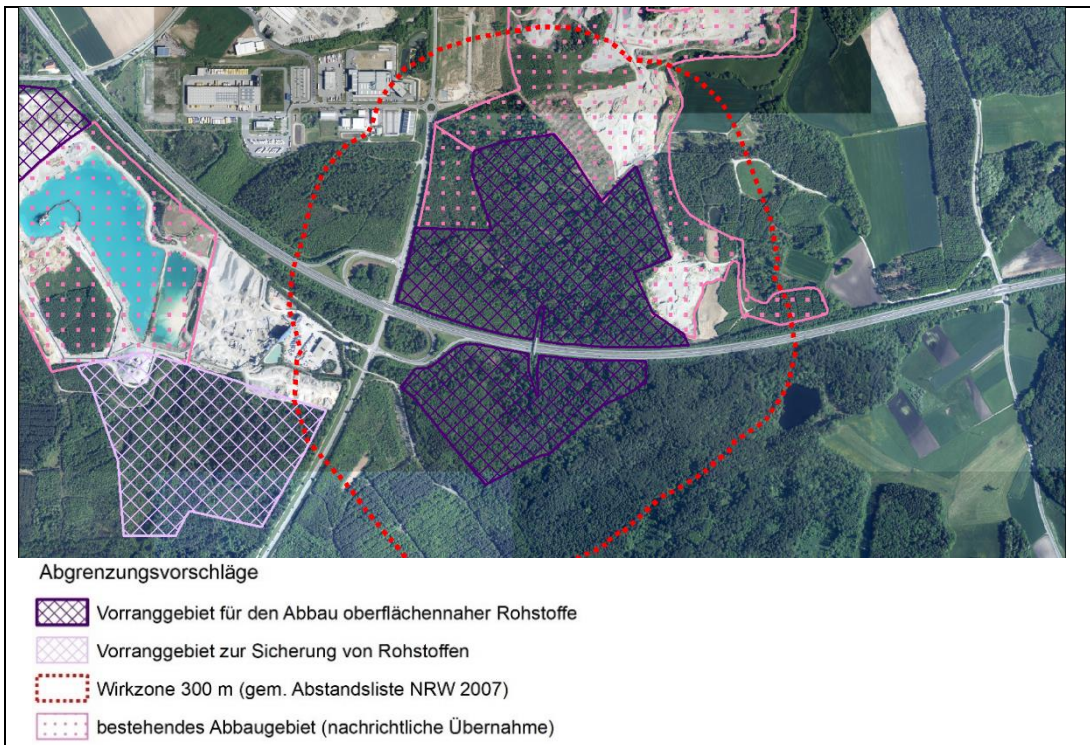 Abgrenzungsvorschläge
Vorranggebiet für den Abbau oberflächennaher Rohstoffe
Vorranggebiet zur Sicherung von Rohstoffen
Wirkzone 300 m (gem. Abstandsliste NRW 2007)
bestehendes Abbaugebiet (nachrichtliche Übernahme)